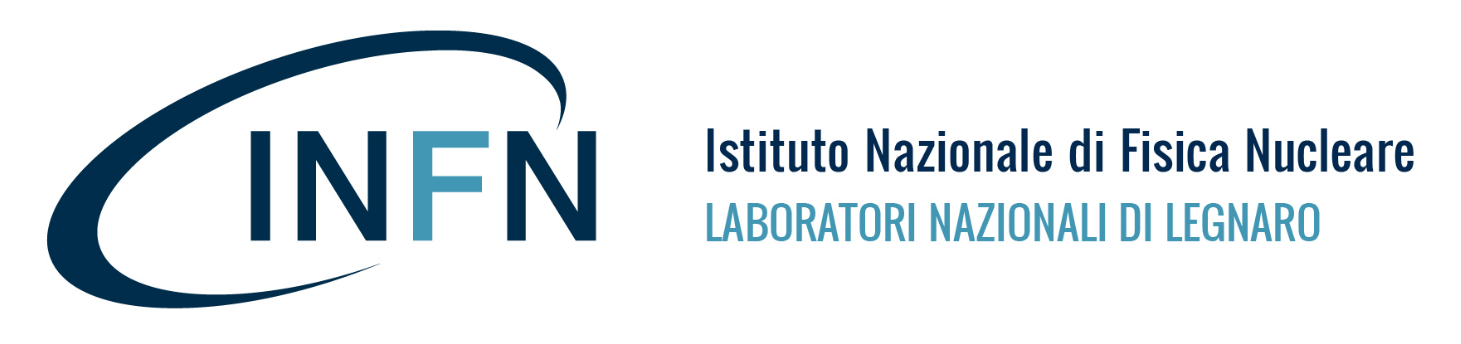 INFN
Istituto Nazionale di Fisica Nucleare
LABORATORI NAZIONALI DI LEGNARO